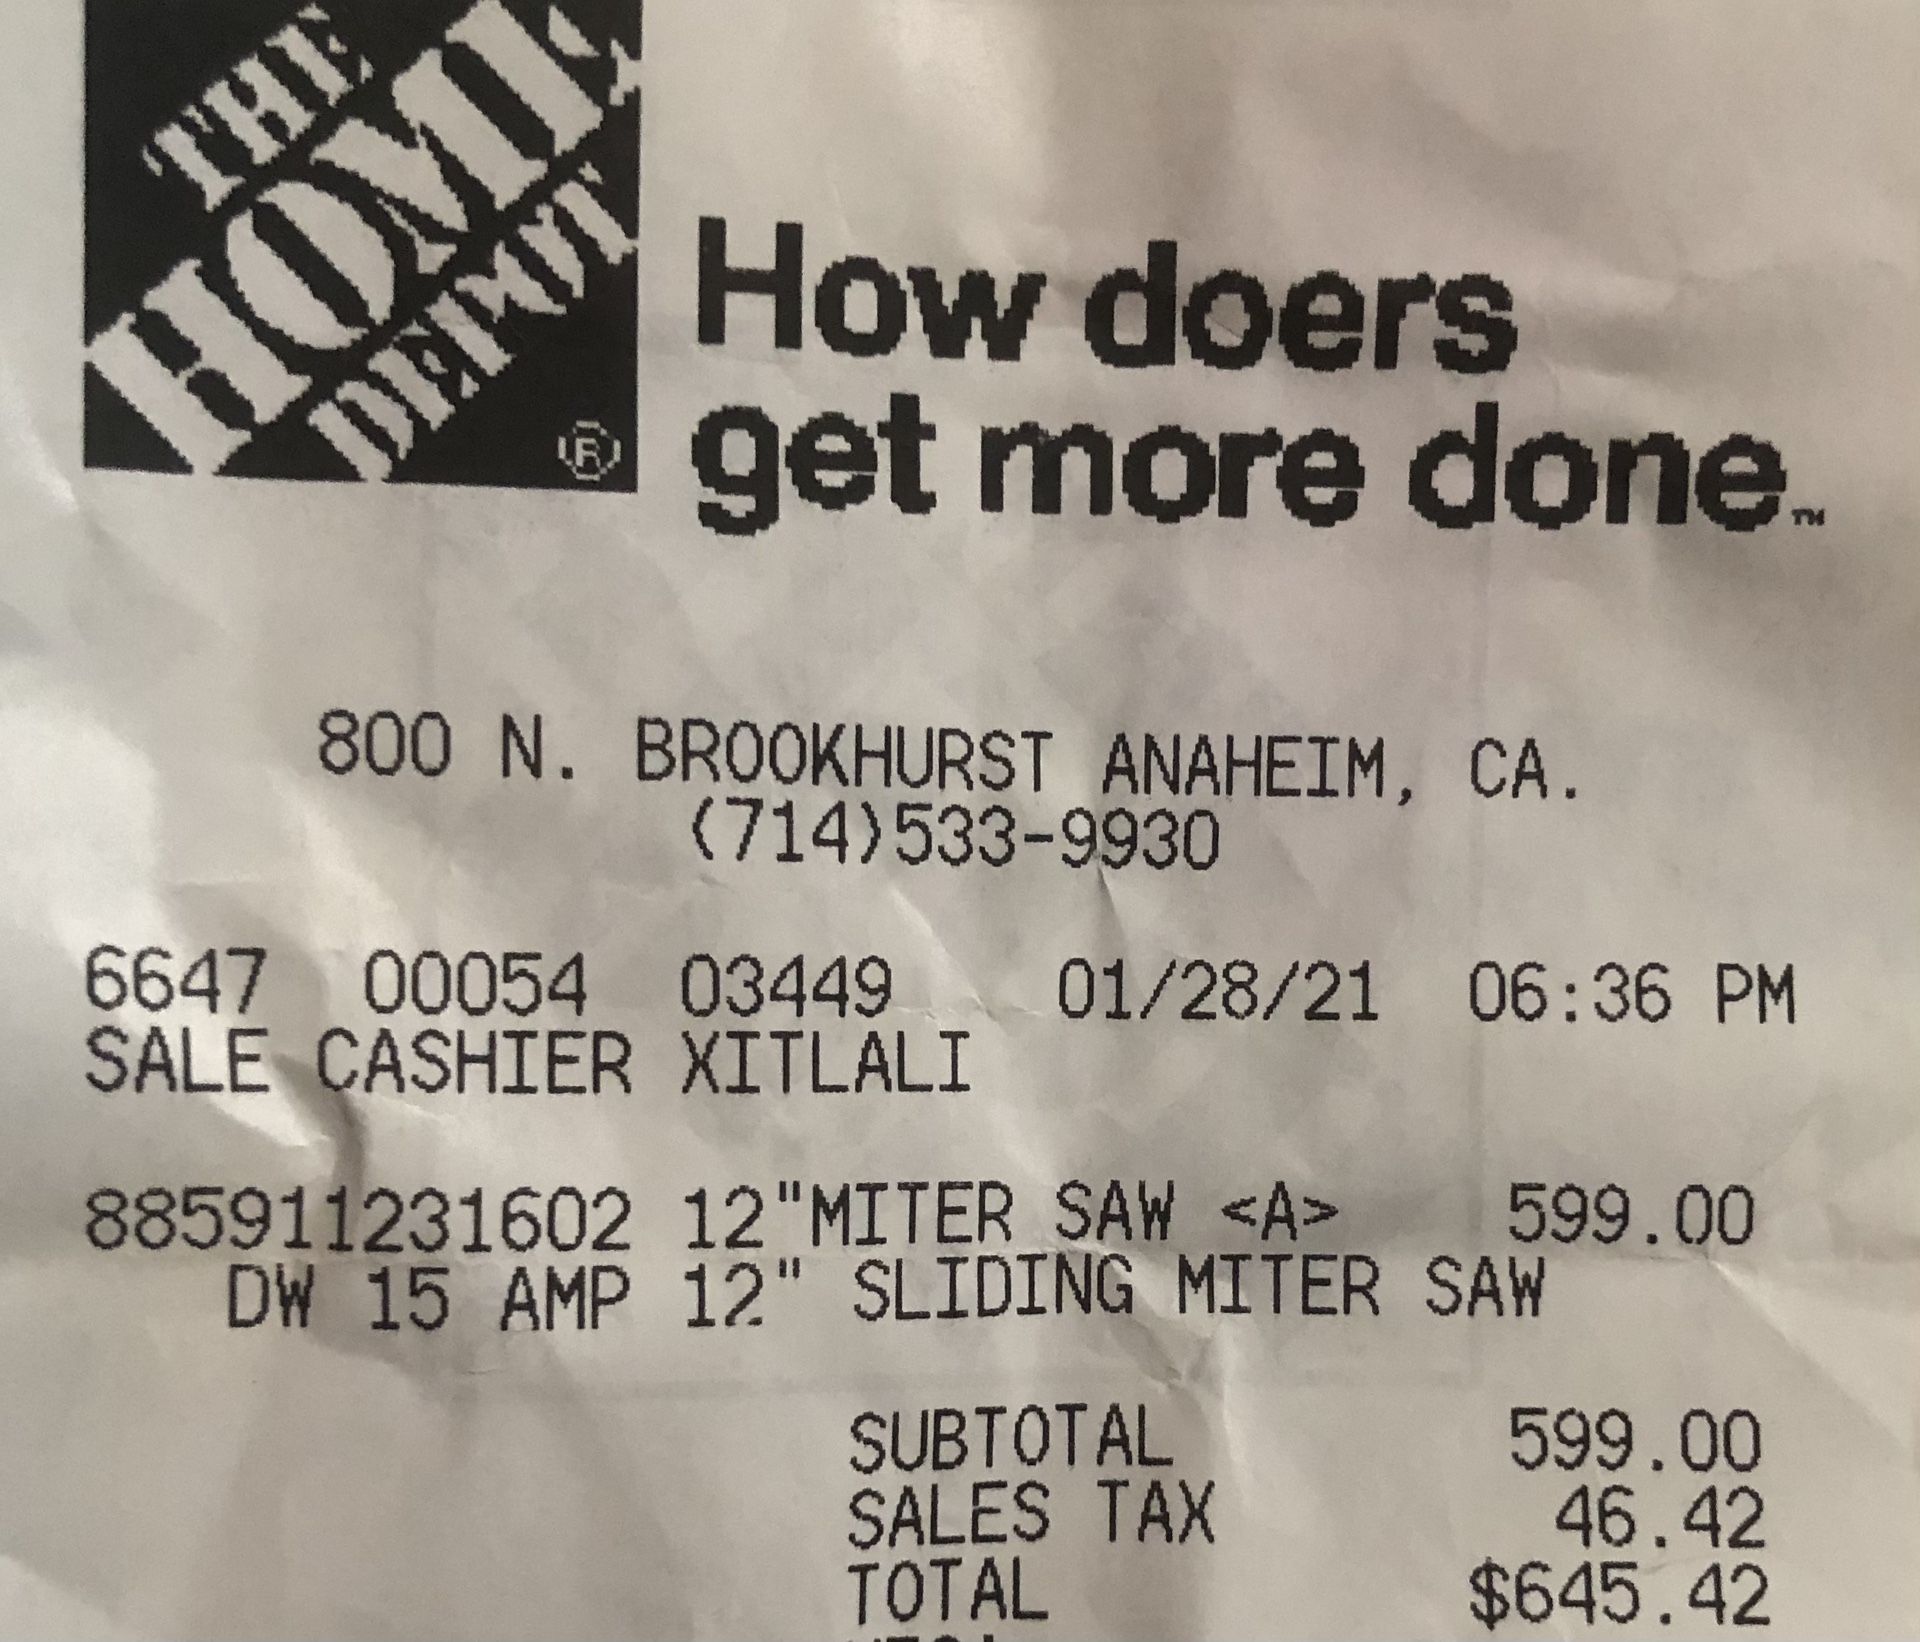 THE
HOME
DEPOT
®
How doers
get more done.™
800 N. BROOKHURST ANAHEIM, CA.
(714)533-9930
6647 00054 03449 01/28/21 06:36 PM
SALE CASHIER XITLALI
885911231602 12"MITER SAW <A> 599.00
DW 15 AMP 12" SLIDING MITER SAW
SUBTOTAL 599.00
SALES TAX 46.42
TOTAL $645.42